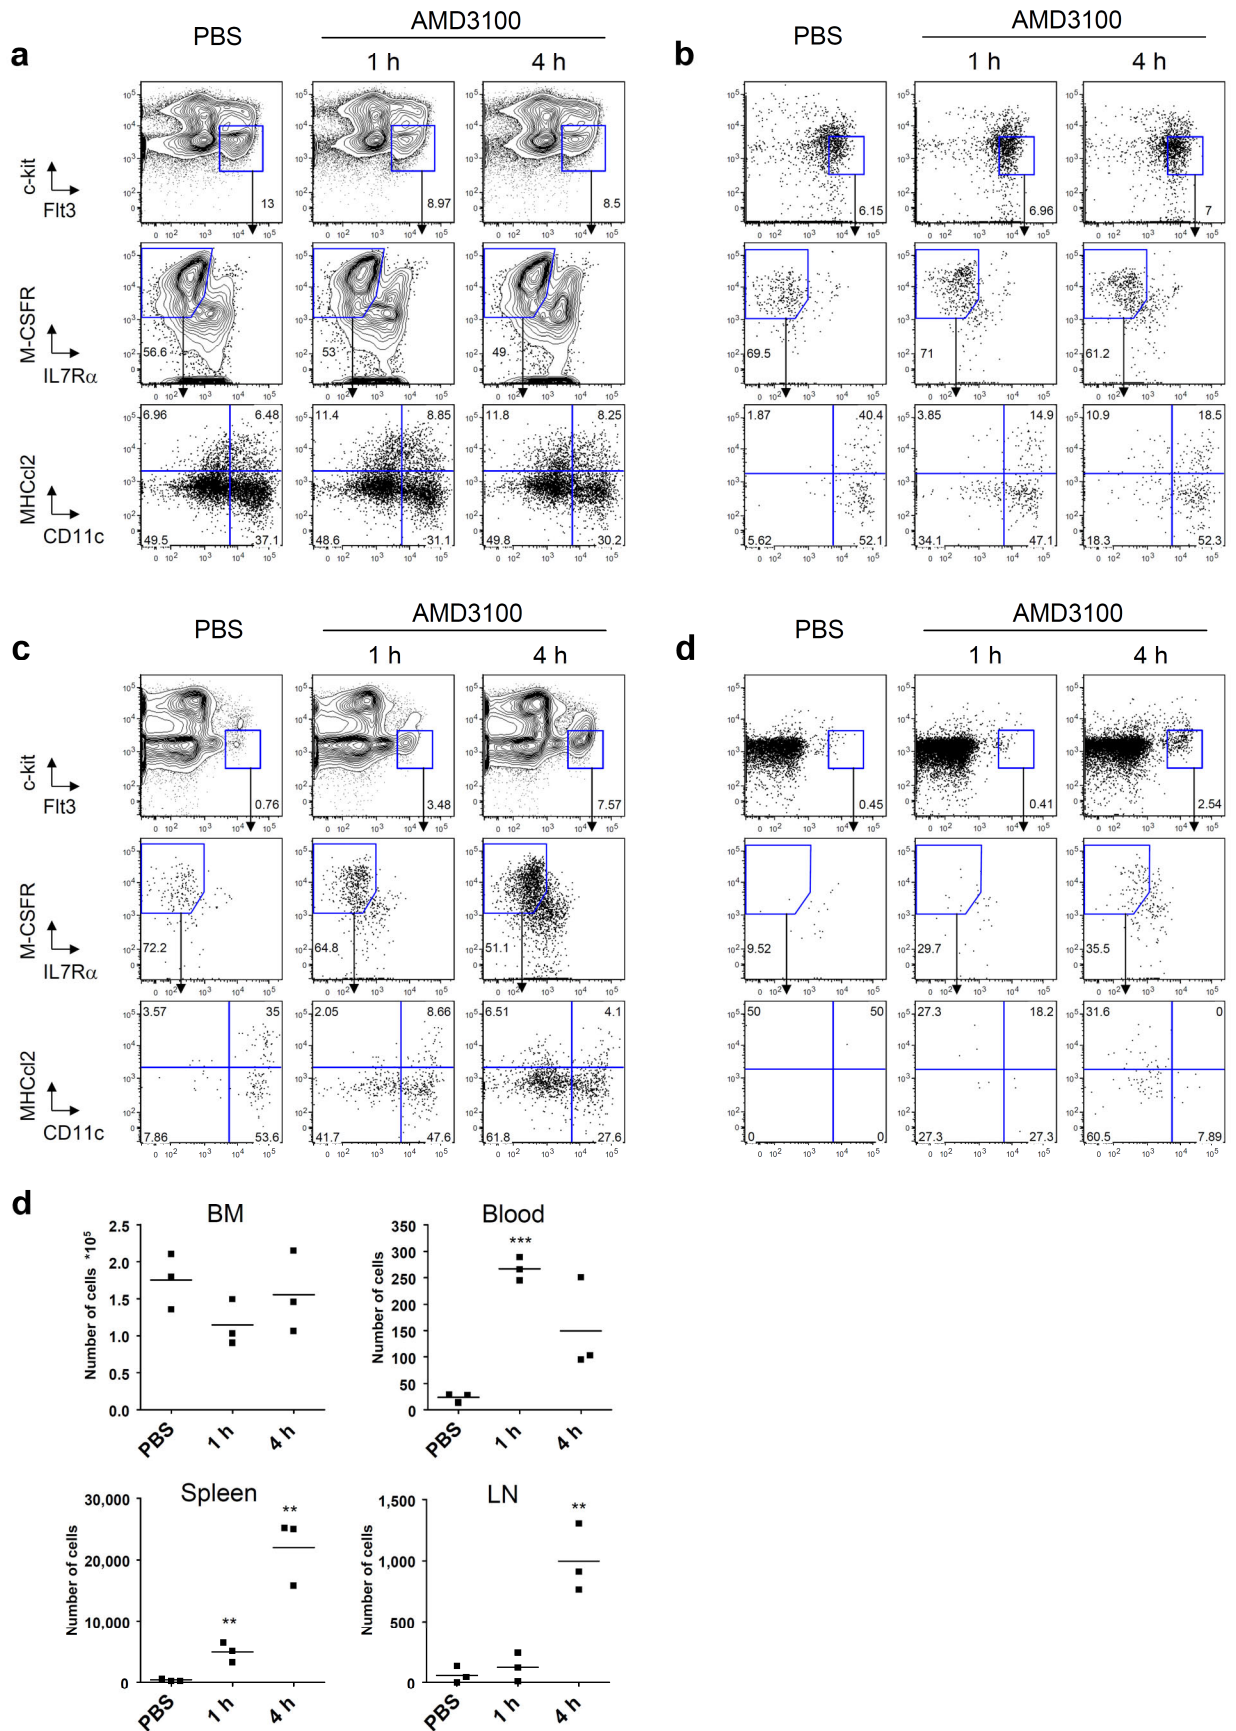 a
PBS
AMD3100
1 h
4 h
c-kit
Flt3
13
8.97
8.5
M-CSFR
IL7Rα
56.6
53
49
MHCcl2
CD11c
6.96 6.48
49.5 37.1
11.4 8.85
48.6 31.1
11.8 8.25
49.8 30.2
b
PBS
AMD3100
1 h
4 h
6.15
6.96
7
69.5
71
61.2
1.87 40.4
5.62 52.1
3.85 14.9
34.1 47.1
10.9 18.5
18.3 52.3
c
PBS
AMD3100
1 h
4 h
c-kit
Flt3
0.76
3.48
7.57
M-CSFR
IL7Rα
72.2
64.8
51.1
MHCcl2
CD11c
3.57 35
7.86 53.6
2.05 8.66
41.7 47.6
6.51 4.1
61.8 27.6
d
PBS
AMD3100
1 h
4 h
0.45
0.41
2.54
9.52
29.7
35.5
50 50
0 0
27.3 18.2
27.3 27.3
31.6 0
60.5 7.89
d
BM
Number of cells *10⁵
2.5
2.0
1.5
1.0
0.5
0.0
PBS 1 h 4 h
Blood
Number of cells
350
300
250
200
150
100
50
0
***
PBS 1 h 4 h
Spleen
Number of cells
30,000
20,000
10,000
0
**
**
PBS 1 h 4 h
LN
Number of cells
1,500
1,000
500
0
**
PBS 1 h 4 h